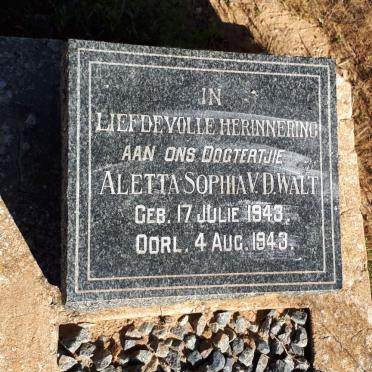 IN
LIEFDEVOLLE HERINNERING
AAN ONS DOGTERTJIE
ALETTA SOPHIA V.D. WALT
GEB. 17 JULIE 1943.
OORL. 4 AUG. 1943.